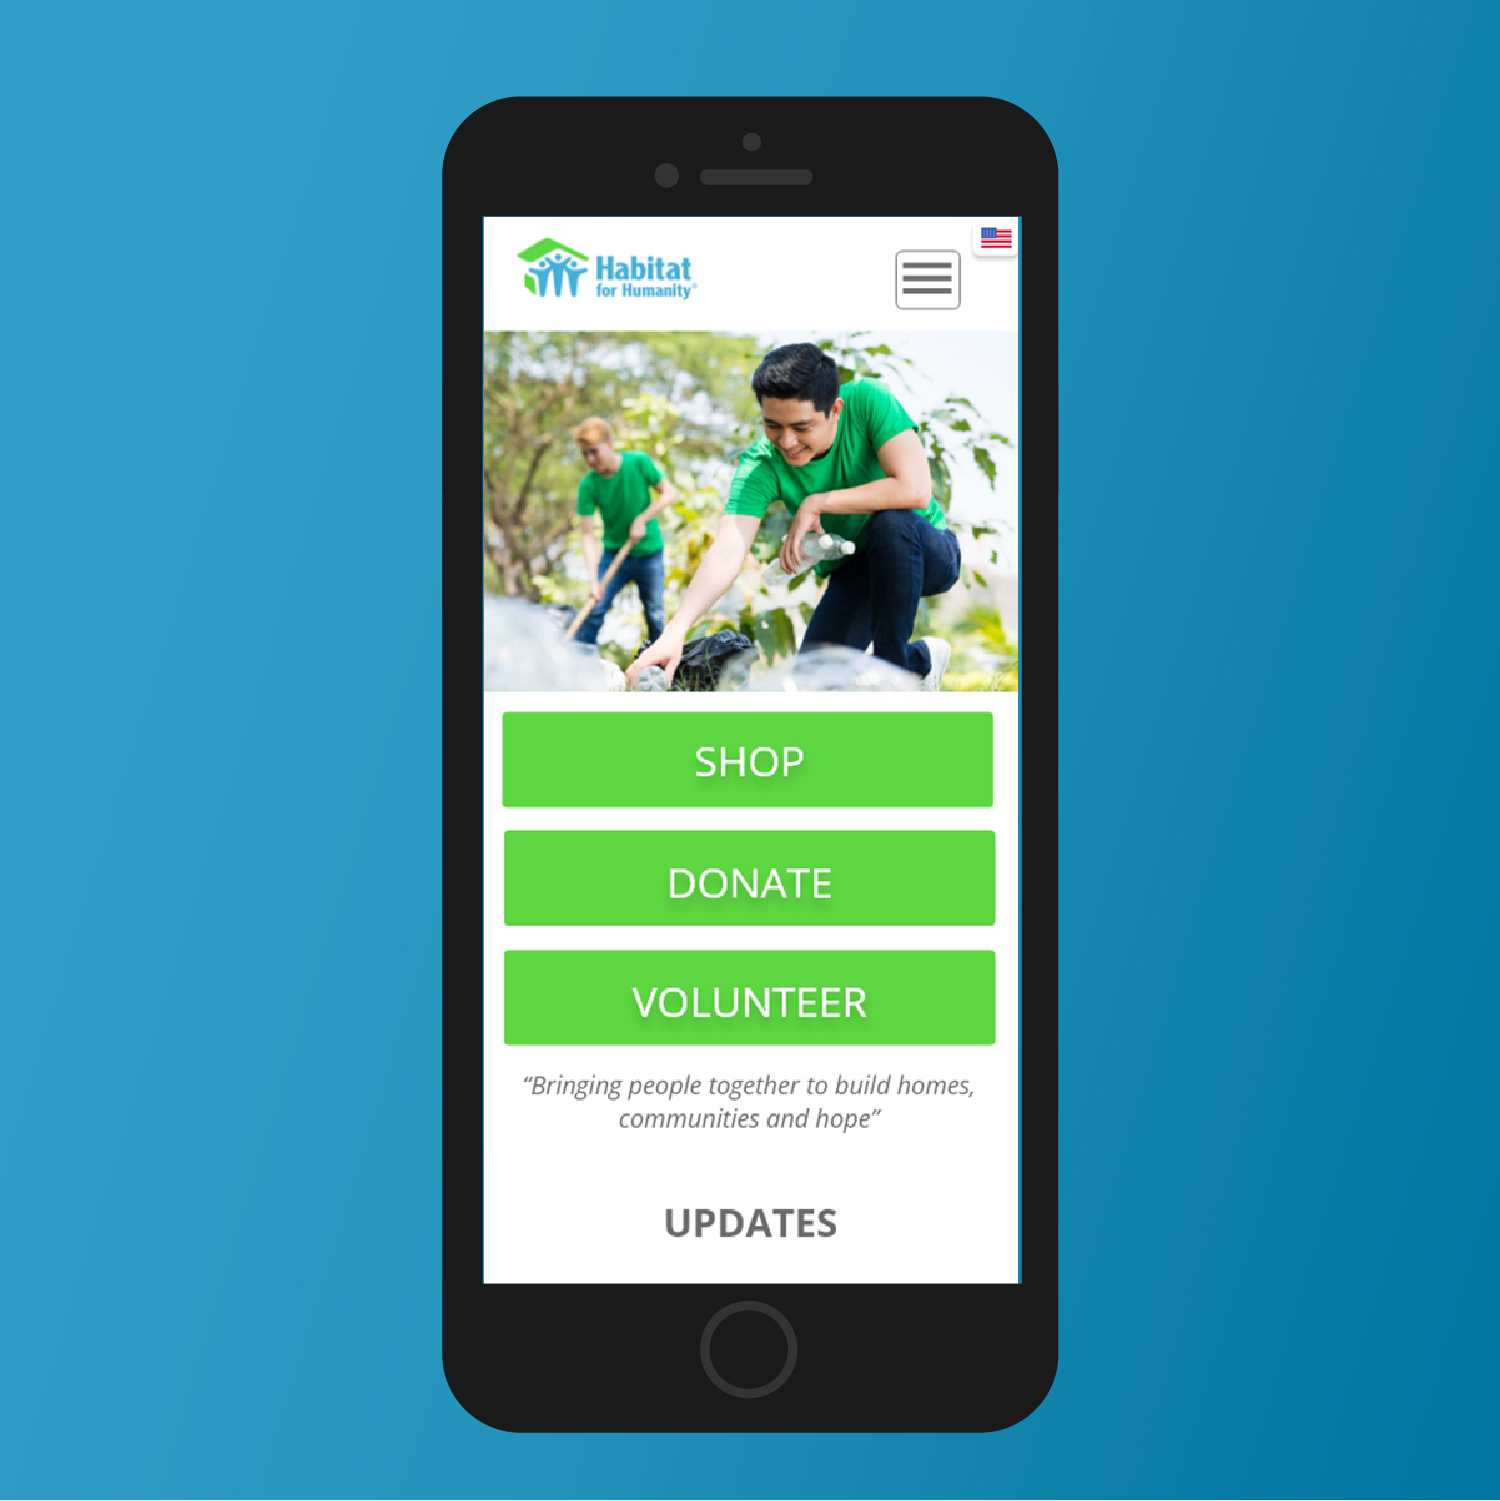 Habitat
for Humanity®
SHOP
DONATE
VOLUNTEER
“Bringing people together to build homes,
communities and hope”
UPDATES